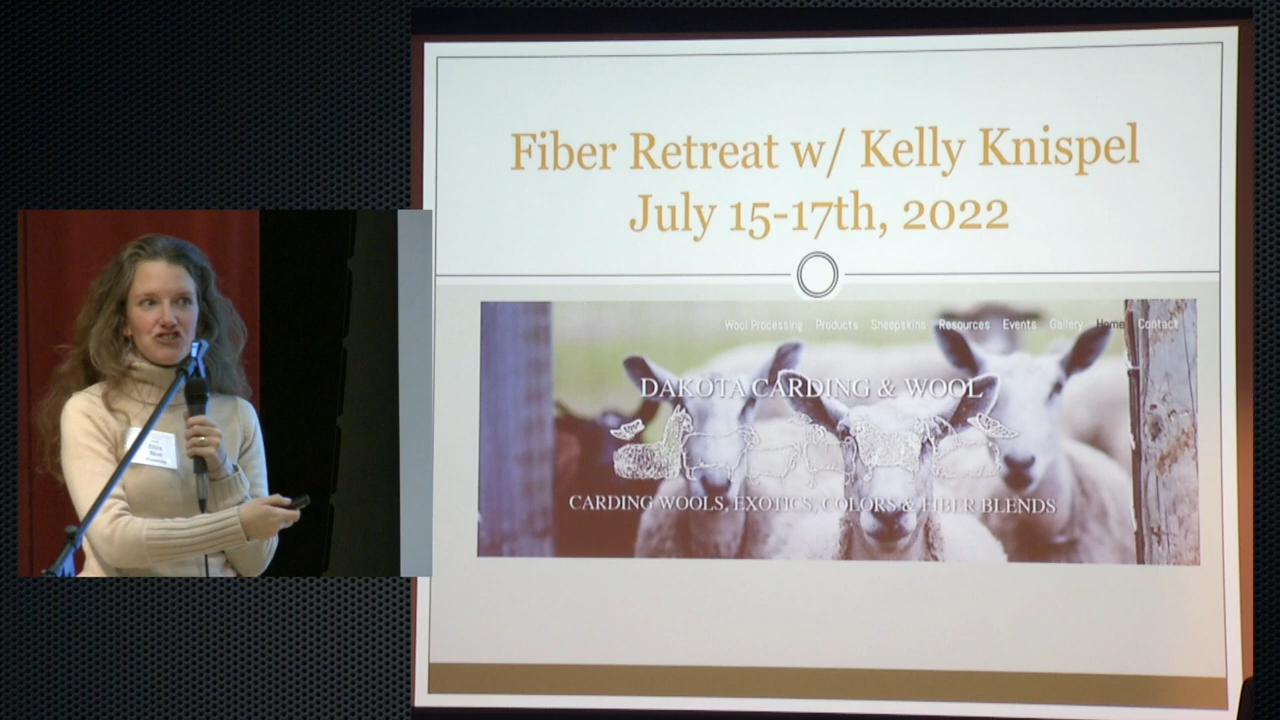 Fiber Retreat w/ Kelly Knispel
July 15-17th, 2022
Wool Processing Products Sheepskins Resources Events Gallery Home Contact
DAKOTA CARDING & WOOL
CARDING WOOLS, EXOTICS, COLORS & FIBER BLENDS